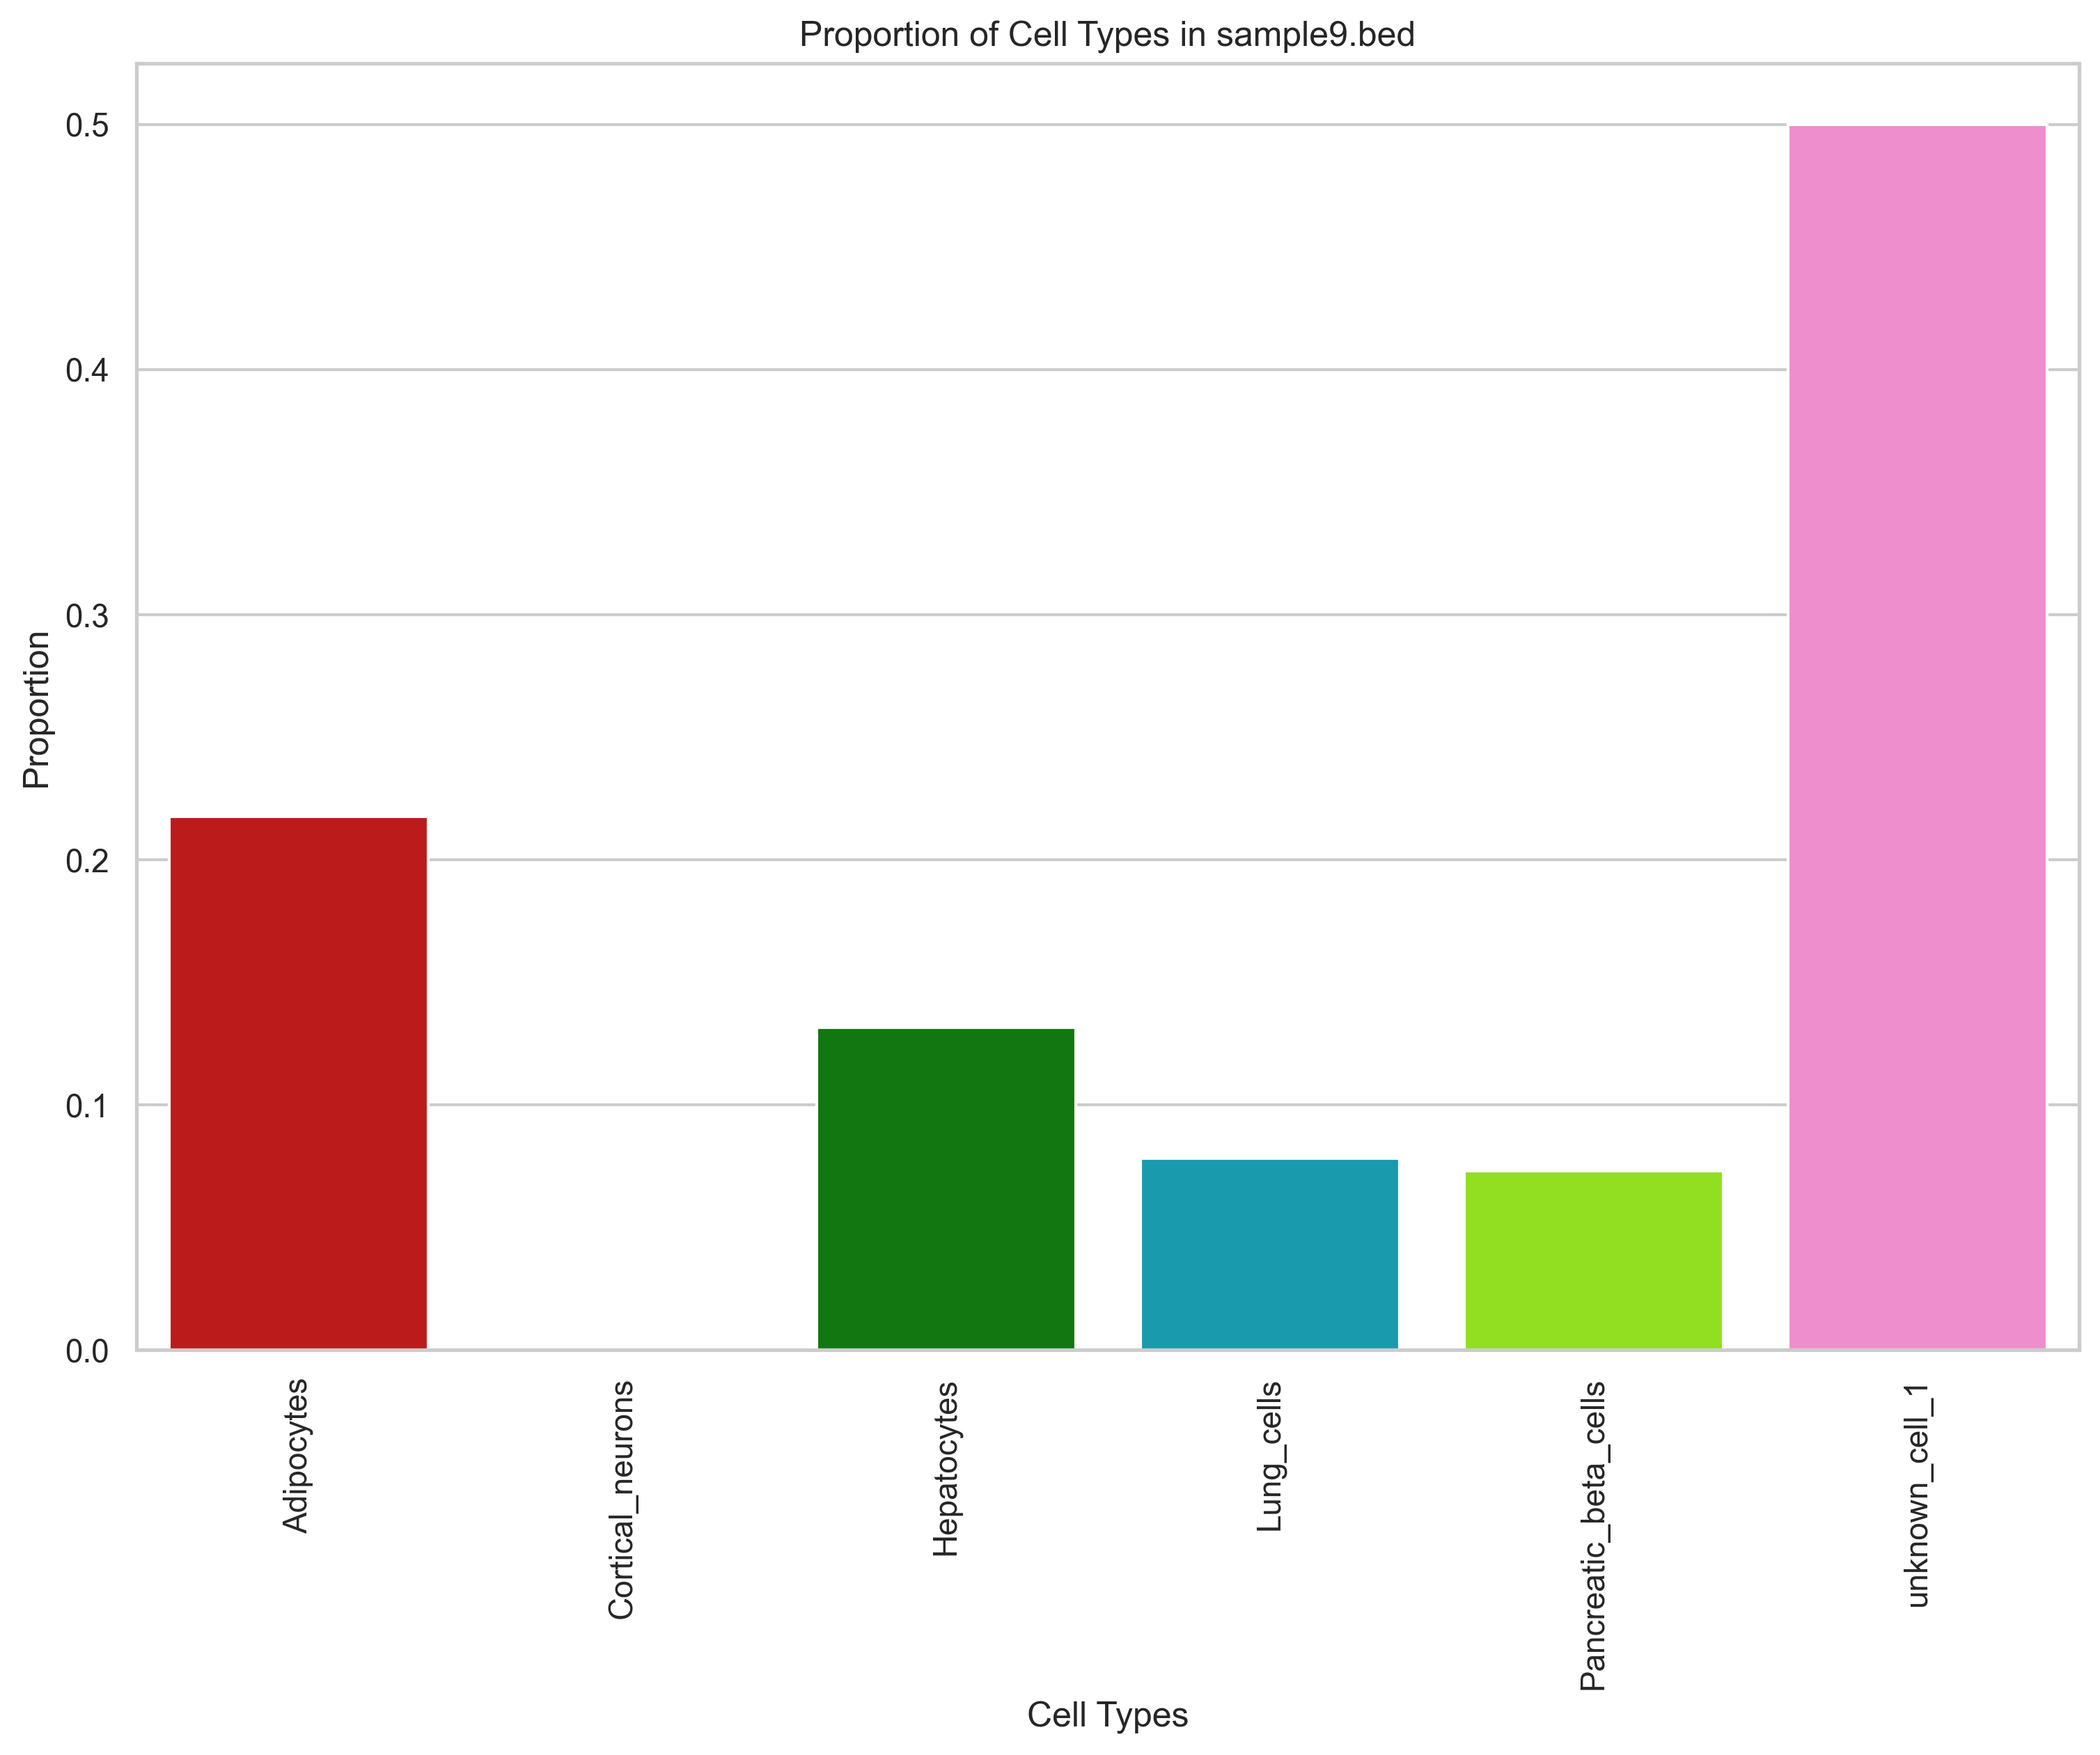 Proportion of Cell Types in sample9.bed
Proportion
0.5
0.4
0.3
0.2
0.1
0.0
Adipocytes
Cortical_neurons
Hepatocytes
Lung_cells
Pancreatic_beta_cells
unknown_cell_1
Cell Types